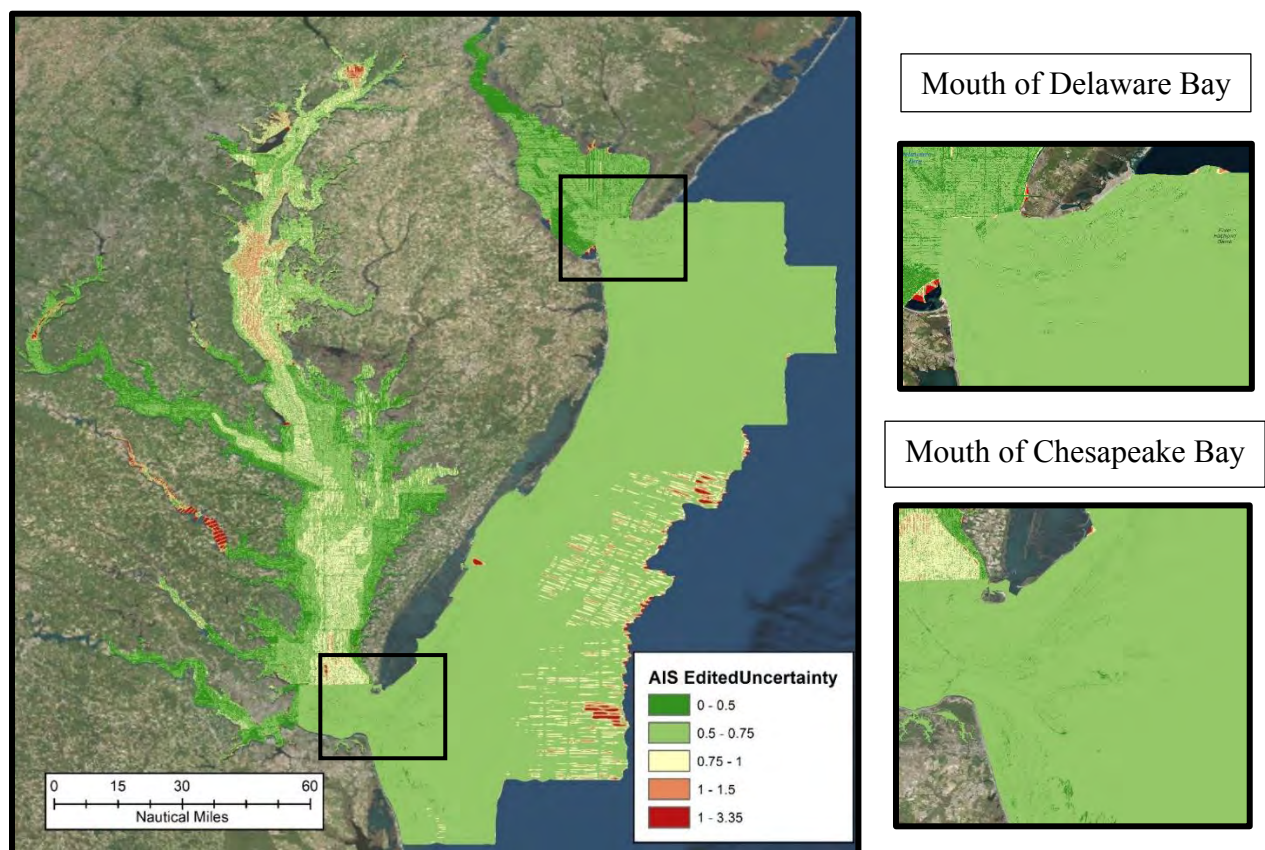 Mouth of Delaware Bay
Mouth of Chesapeake Bay
AIS EditedUncertainty
0 - 0.5
0.5 - 0.75
0.75 - 1
1 - 1.5
1 - 3.35
0 15 30 60
Nautical Miles